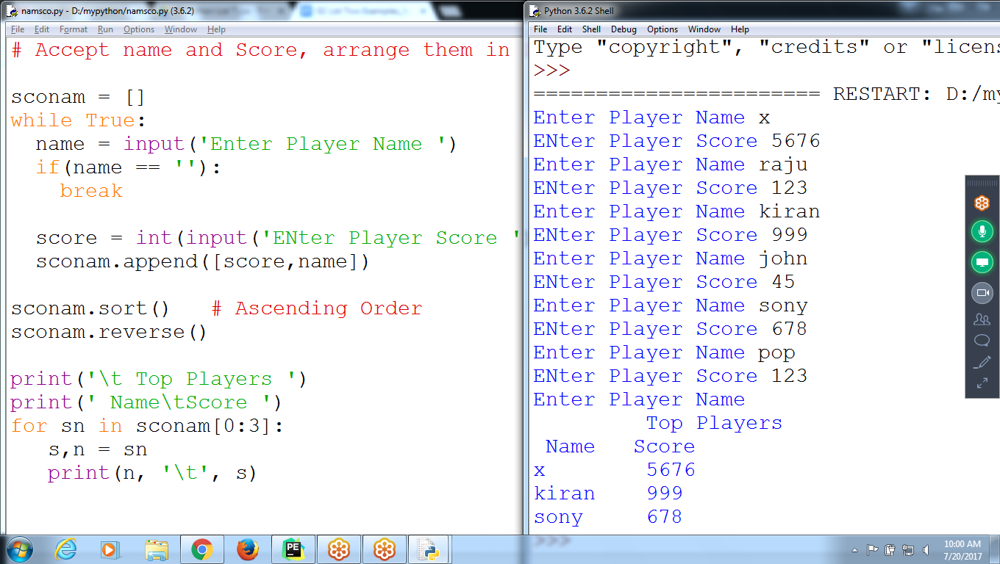 namsco.py - D:/mypython/namsco.py (3.6.2)
File Edit Format Run Options Window Help
# Accept name and Score, arrange them in
sconam = []
while True:
name = input('Enter Player Name ')
if(name == ''):
break
score = int(input('ENter Player Score '
sconam.append([score,name])
sconam.sort() # Ascending Order
sconam.reverse()
print('\t Top Players ')
print(' Name\tScore ')
for sn in sconam[0:3]:
s,n = sn
print(n, '\t', s)
Python 3.6.2 Shell
File Edit Shell Debug Options Window Help
Type "copyright", "credits" or "licens
>>>
======================= RESTART: D:/my
Enter Player Name x
ENter Player Score 5676
Enter Player Name raju
ENter Player Score 123
Enter Player Name kiran
ENter Player Score 999
Enter Player Name john
ENter Player Score 45
Enter Player Name sony
ENter Player Score 678
Enter Player Name pop
ENter Player Score 123
Enter Player Name
Top Players
Name Score
x 5676
kiran 999
sony 678
>>>
PE
10:00 AM
7/20/2017